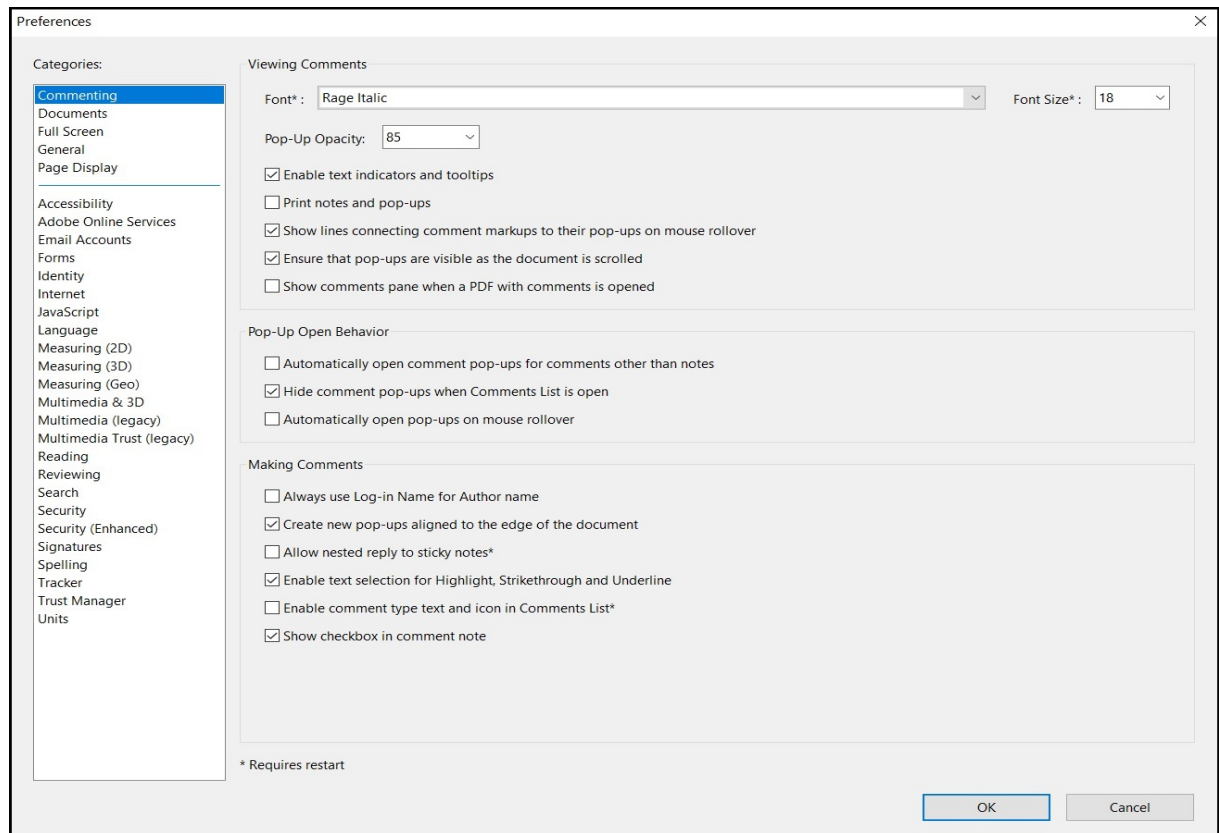 Preferences
Categories:
Commenting
Documents
Full Screen
General
Page Display
Accessibility
Adobe Online Services
Email Accounts
Forms
Identity
Internet
JavaScript
Language
Measuring (2D)
Measuring (3D)
Measuring (Geo)
Multimedia & 3D
Multimedia (legacy)
Multimedia Trust (legacy)
Reading
Reviewing
Search
Security
Security (Enhanced)
Signatures
Spelling
Tracker
Trust Manager
Units
Viewing Comments
Font* : Rage Italic Font Size* : 18
Pop-Up Opacity: 85
Enable text indicators and tooltips
Print notes and pop-ups
Show lines connecting comment markups to their pop-ups on mouse rollover
Ensure that pop-ups are visible as the document is scrolled
Show comments pane when a PDF with comments is opened
Pop-Up Open Behavior
Automatically open comment pop-ups for comments other than notes
Hide comment pop-ups when Comments List is open
Automatically open pop-ups on mouse rollover
Making Comments
Always use Log-in Name for Author name
Create new pop-ups aligned to the edge of the document
Allow nested reply to sticky notes*
Enable text selection for Highlight, Strikethrough and Underline
Enable comment type text and icon in Comments List*
Show checkbox in comment note
* Requires restart
OK Cancel